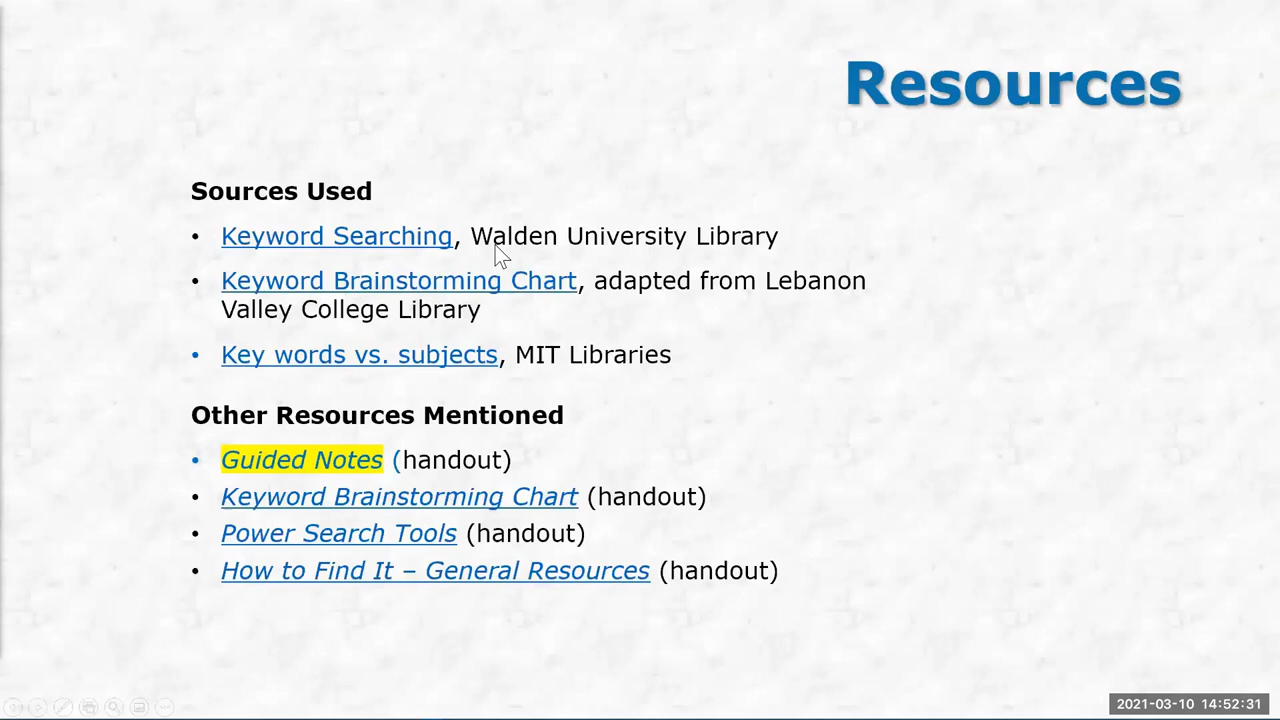 Resources
Sources Used
• Keyword Searching, Walden University Library
• Keyword Brainstorming Chart, adapted from Lebanon
Valley College Library
• Key words vs. subjects, MIT Libraries
Other Resources Mentioned
• Guided Notes (handout)
• Keyword Brainstorming Chart (handout)
• Power Search Tools (handout)
• How to Find It – General Resources (handout)
2021-03-10 14:52:31